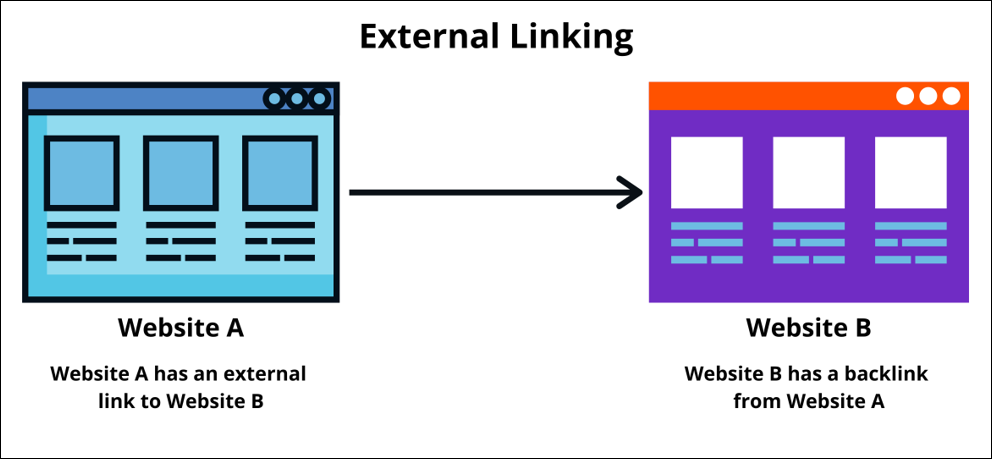 External Linking
Website A
Website B
Website A has an external
link to Website B
Website B has a backlink
from Website A